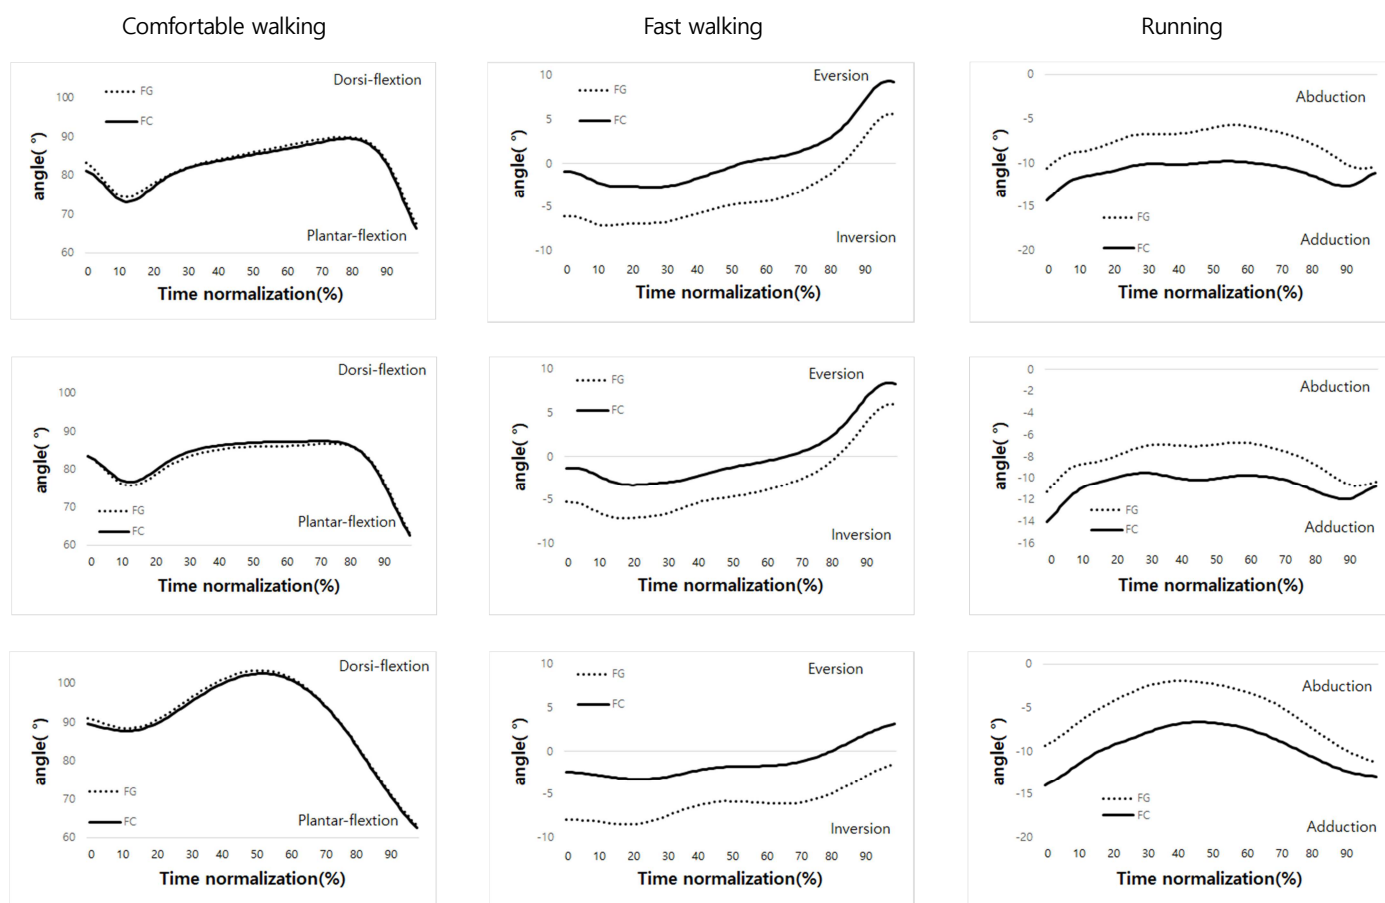 Comfortable walking
Fast walking
Running
Dorsi-flextion
100
FG
FC
90
80
70
60
angle( °)
Plantar-flextion
0 10 20 30 40 50 60 70 80 90
Time normalization(%)
10
Eversion
FG
5
FC
0
-5
-10
angle( °)
Inversion
0 10 20 30 40 50 60 70 80 90
Time normalization(%)
0
Abduction
-5
-10
-15
-20
angle( °)
FG
FC
Adduction
0 10 20 30 40 50 60 70 80 90
Time normalization(%)
Dorsi-flextion
100
90
80
70
60
angle( °)
FG
FC
Plantar-flextion
0 10 20 30 40 50 60 70 80 90
Time normalization(%)
10
Eversion
FG
5
FC
0
-5
-10
angle( °)
Inversion
0 10 20 30 40 50 60 70 80 90
Time normalization(%)
0
Abduction
-2
-4
-6
-8
-10
-12
-14
-16
angle( °)
FG
FC
Adduction
0 10 20 30 40 50 60 70 80 90
Time normalization(%)
Dorsi-flextion
100
90
80
70
60
angle( °)
FG
FC
Plantar-flextion
0 10 20 30 40 50 60 70 80 90
Time normalization(%)
10
Eversion
FG
5
FC
0
-5
-10
angle( °)
Inversion
0 10 20 30 40 50 60 70 80 90
Time normalization(%)
0
Abduction
-5
-10
-15
-20
angle( °)
FG
FC
Adduction
0 10 20 30 40 50 60 70 80 90
Time normalization(%)